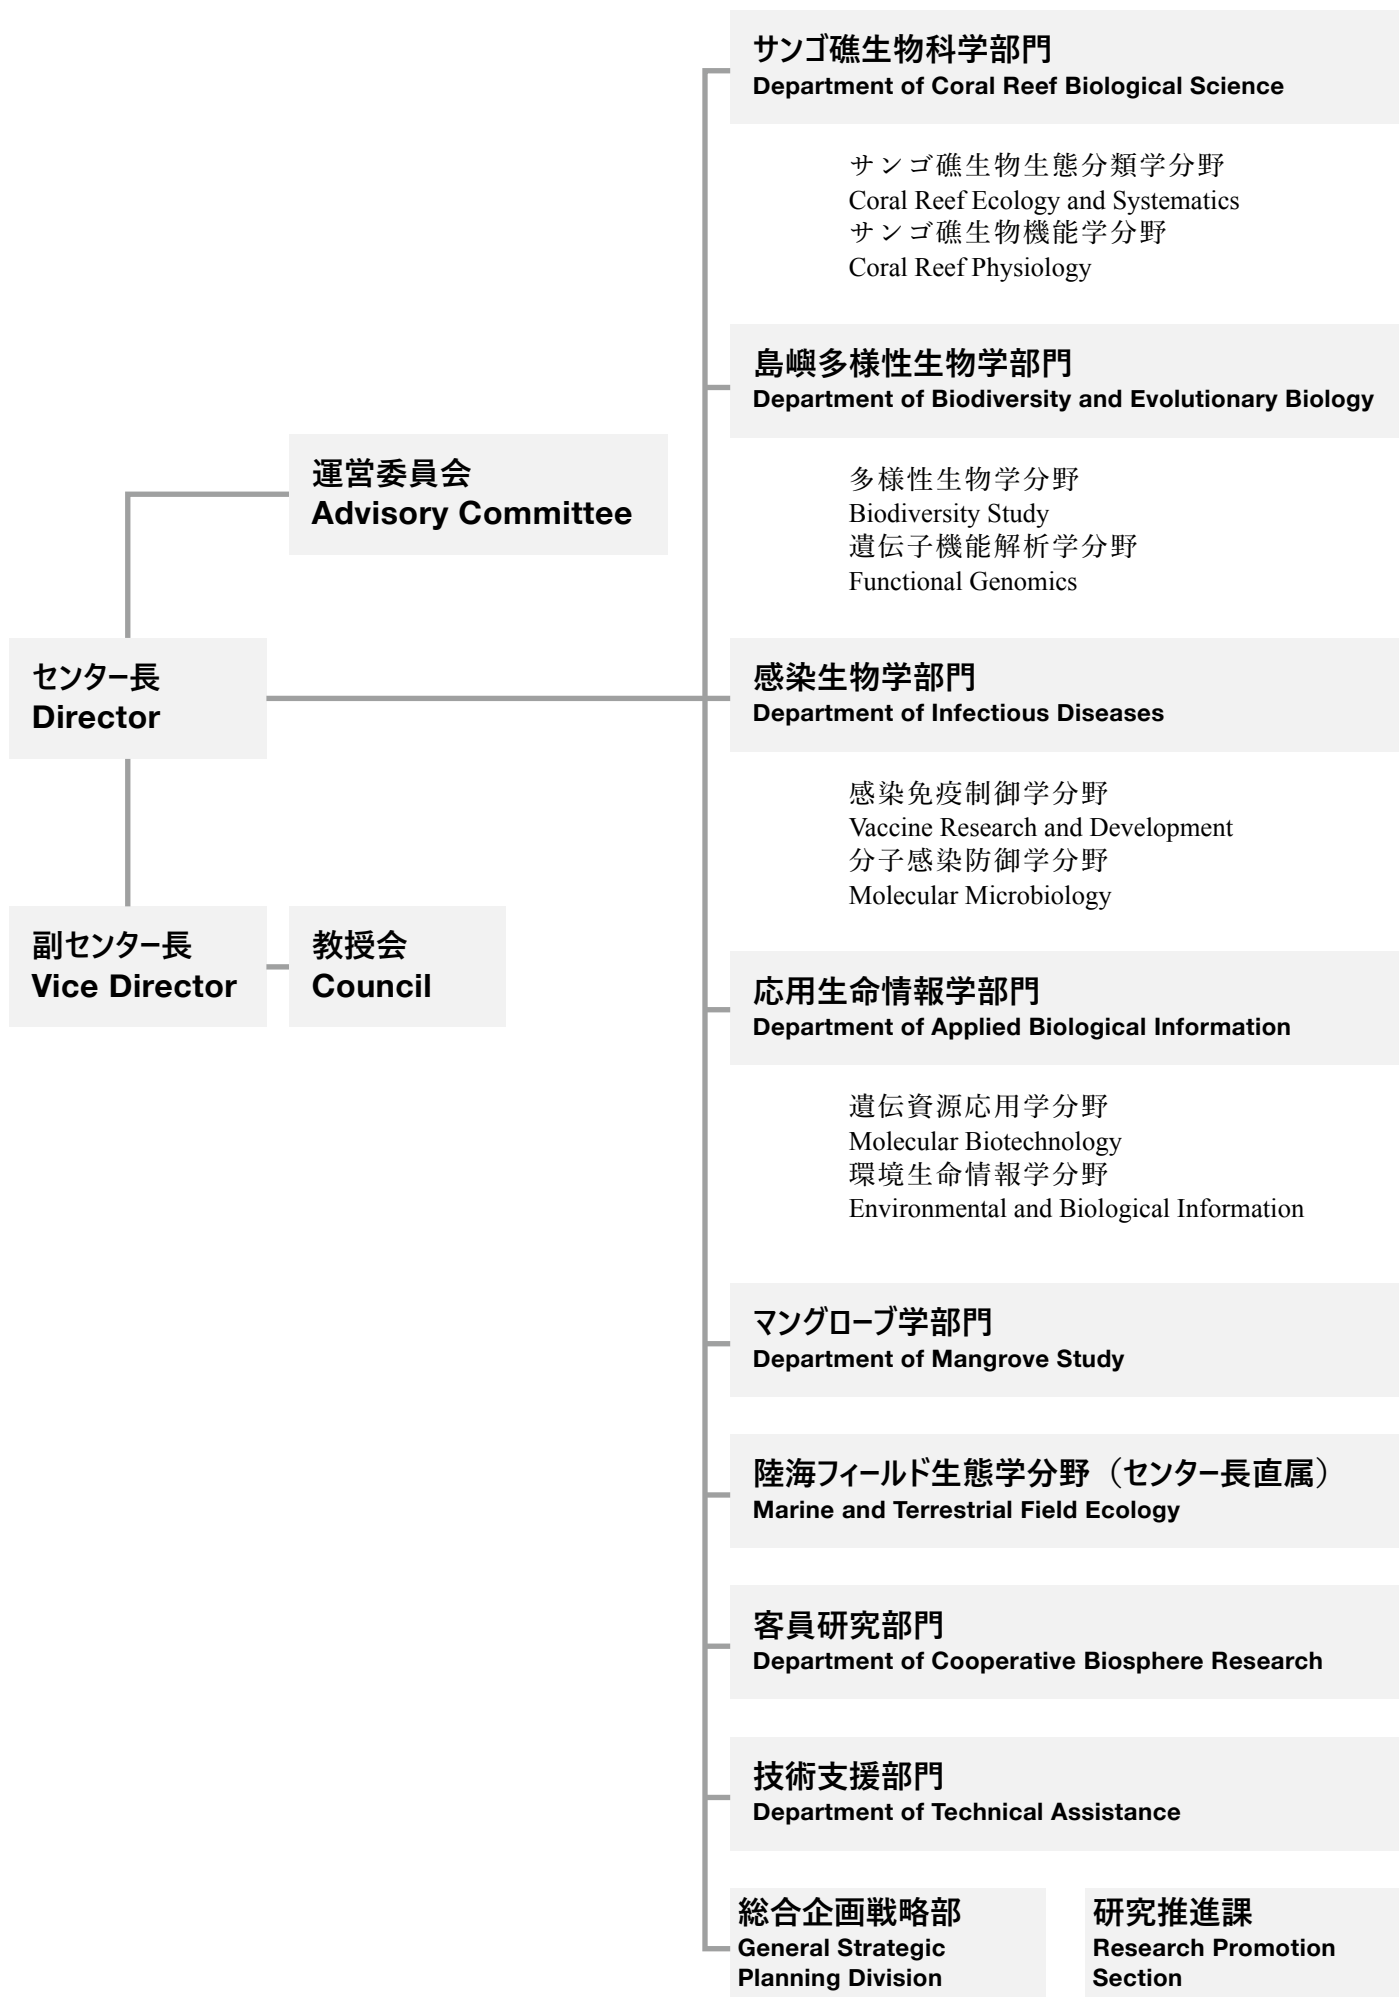 サンゴ礁生物科学部門
Department of Coral Reef Biological Science
サンゴ礁生物生態分類学分野
Coral Reef Ecology and Systematics
サンゴ礁生物機能学分野
Coral Reef Physiology
島嶼多様性生物学部門
Department of Biodiversity and Evolutionary Biology
多様性生物学分野
Biodiversity Study
遺伝子機能解析学分野
Functional Genomics
運営委員会
Advisory Committee
センター長
Director
副センター長
Vice Director
教授会
Council
感染生物学部門
Department of Infectious Diseases
感染免疫制御学分野
Vaccine Research and Development
分子感染防御学分野
Molecular Microbiology
応用生命情報学部門
Department of Applied Biological Information
遺伝資源応用学分野
Molecular Biotechnology
環境生命情報学分野
Environmental and Biological Information
マングローブ学部門
Department of Mangrove Study
陸海フィールド生態学分野（センター長直属）
Marine and Terrestrial Field Ecology
客員研究部門
Department of Cooperative Biosphere Research
技術支援部門
Department of Technical Assistance
総合企画戦略部
General Strategic
Planning Division
研究推進課
Research Promotion
Section